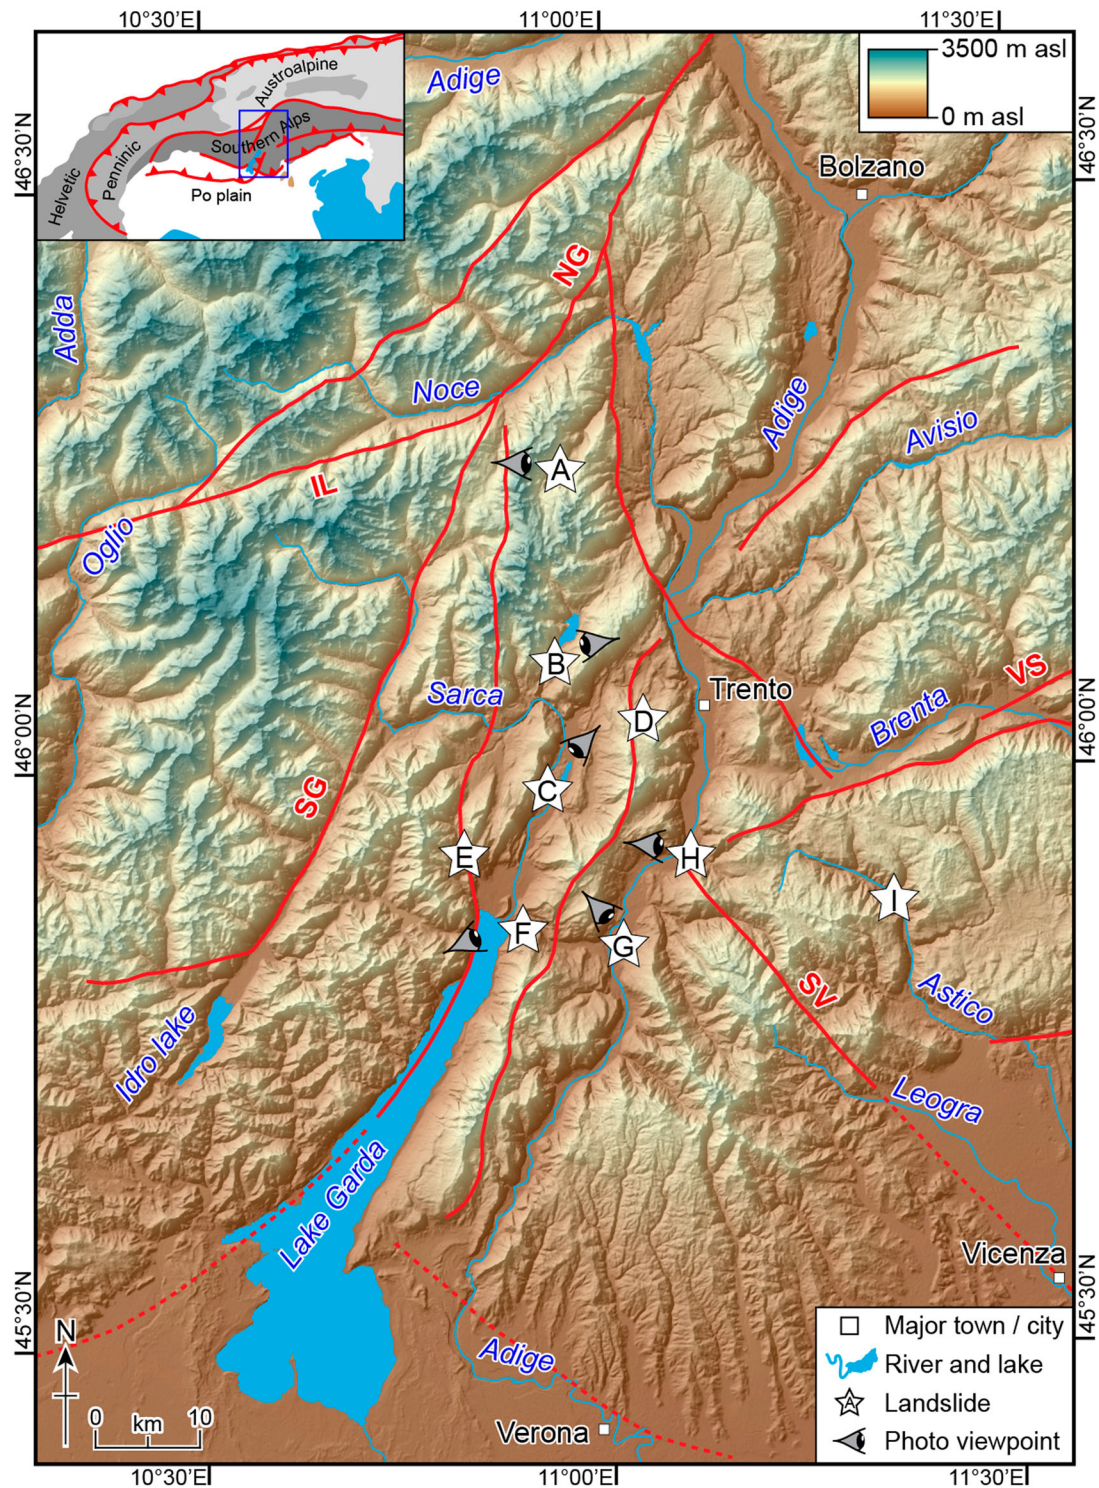 10°30'E
11°00'E
11°30'E
46°30'N
46°00'N
45°30'N
46°30'N
46°00'N
45°30'N
Austroalpine
Southern Alps
Penninic
Helvetic
Po plain
Adige
3500 m asl
0 m asl
Bolzano
NG
Adda
Noce
Adige
Avisio
A
IL
Oglio
B
Sarca
Trento
VS
D
Brenta
C
SG
E
H
I
F
G
SV
Astico
Idro lake
Leogra
Lake Garda
Vicenza
Adige
Verona
N
0 km 10
Major town / city
River and lake
A Landslide
Photo viewpoint
10°30'E
11°00'E
11°30'E